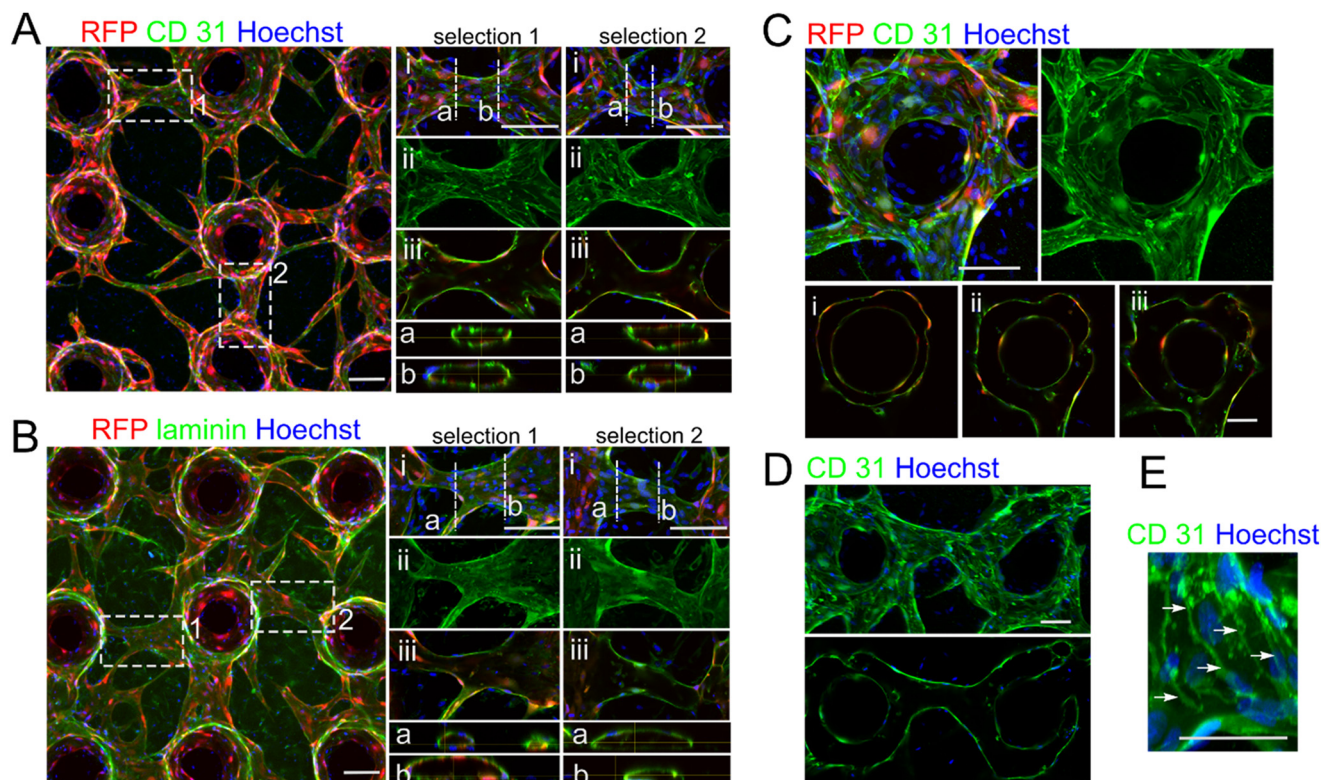 A
RFP CD 31 Hoechst
selection 1
selection 2
1
2
i
a
b
ii
iii
a
b
i
a
b
ii
iii
a
b
B
RFP laminin Hoechst
selection 1
selection 2
1
2
i
a
b
ii
iii
a
b
i
a
b
ii
iii
a
b
C
RFP CD 31 Hoechst
i
ii
iii
D
CD 31 Hoechst
E
CD 31 Hoechst